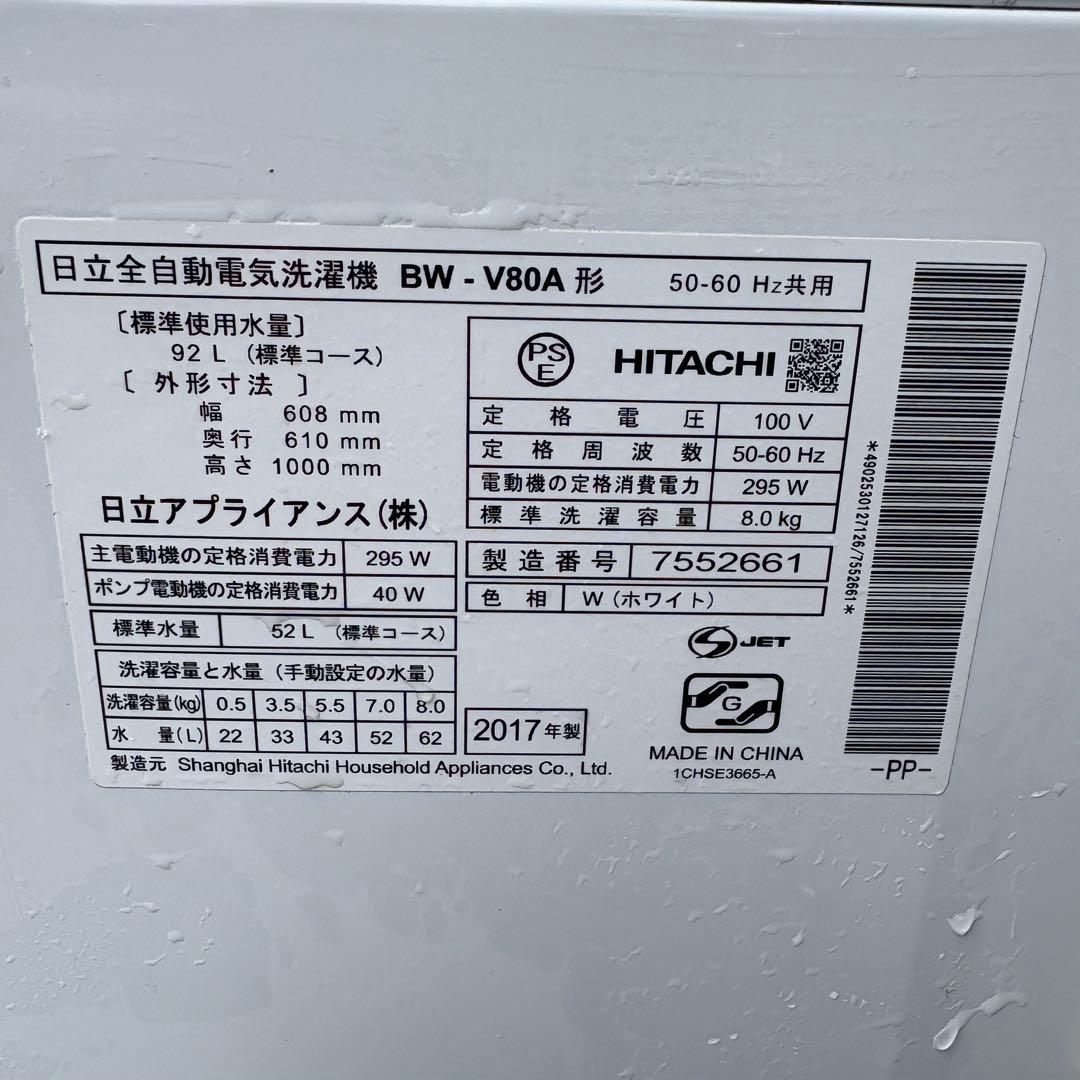 日立全自動電気洗濯機 BW - V80A 形 50-60 Hz共用
〔標準使用水量〕
92 L (標準コース)
〔 外形寸法 〕
幅 608 mm
奥行 610 mm
高さ 1000 mm
日立アプライアンス(株)
主電動機の定格消費電力 295 W
ポンプ電動機の定格消費電力 40 W
標準水量 52 L (標準コース)
洗濯容量と水量 (手動設定の水量)
洗濯容量(kg) 0.5 3.5 5.5 7.0 8.0
水 量(L) 22 33 43 52 62
製造元 Shanghai Hitachi Household Appliances Co., Ltd.
PS E HITACHI
定格電圧 100 V
定格周波数 50-60 Hz
電動機の定格消費電力 295 W
標準洗濯容量 8.0 kg
製造番号 7552661
色相 W (ホワイト)
S JET
G
2017年製
MADE IN CHINA
1CHSE3665-A
*4902530127126/7552661*
-PP-